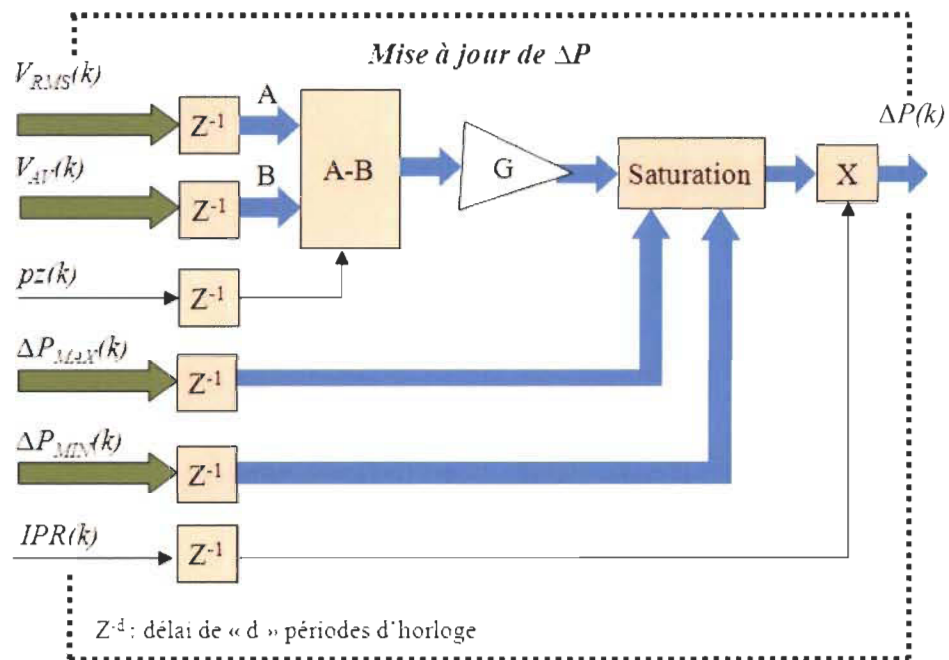 Mise à jour de ΔP
V_RMS(k)
Z-1
A
V_AV(k)
Z-1
B
A-B
G
Saturation
X
ΔP(k)
pz(k)
Z-1
ΔP_MAX(k)
Z-1
ΔP_MIN(k)
Z-1
IPR(k)
Z-1
Z-d : délai de « d » périodes d'horloge